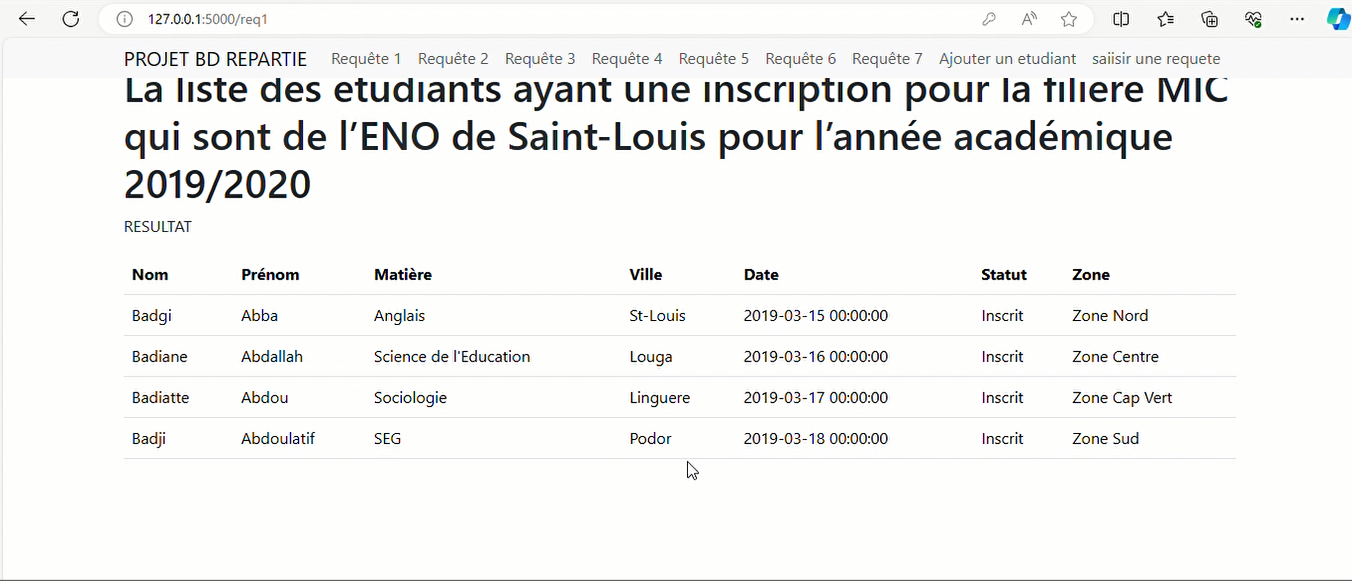 127.0.0.1:5000/req1
PROJET BD REPARTIE Requête 1 Requête 2 Requête 3 Requête 4 Requête 5 Requête 6 Requête 7 Ajouter un etudiant saiisir une requete
La liste des étudiants ayant une inscription pour la filière MIC
qui sont de l’ENO de Saint-Louis pour l’année académique
2019/2020
RESULTAT
Nom Prénom Matière Ville Date Statut Zone
Badgi Abba Anglais St-Louis 2019-03-15 00:00:00 Inscrit Zone Nord
Badiane Abdallah Science de l'Education Louga 2019-03-16 00:00:00 Inscrit Zone Centre
Badiatte Abdou Sociologie Linguere 2019-03-17 00:00:00 Inscrit Zone Cap Vert
Badji Abdoulatif SEG Podor 2019-03-18 00:00:00 Inscrit Zone Sud